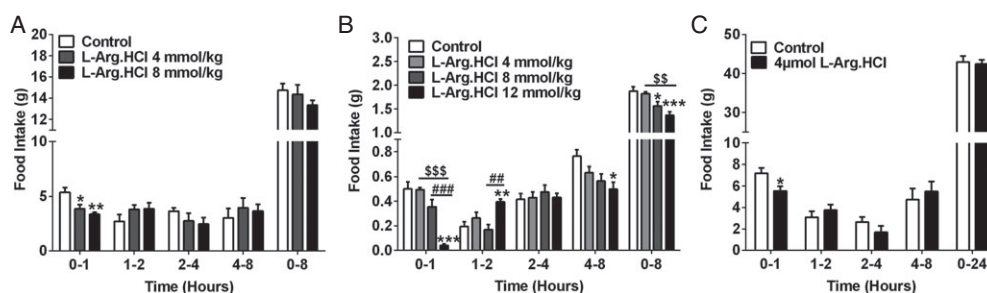 A
Control
L-Arg.HCl 4 mmol/kg
L-Arg.HCl 8 mmol/kg
Food Intake (g)
20
18
16
14
12
10
5
0
*
**
0-1 1-2 2-4 4-8 0-8
Time (Hours)
B
Control
L-Arg.HCl 4 mmol/kg
L-Arg.HCl 8 mmol/kg
L-Arg.HCl 12 mmol/kg
Food Intake (g)
3.0
2.5
2.0
1.5
1.0
0.8
0.6
0.4
0.2
0.0
$$$
###
***
##
**
*
$$
*
***
0-1 1-2 2-4 4-8 0-8
Time (Hours)
C
Control
4µmol L-Arg.HCl
Food Intake (g)
50
40
30
20
10
8
6
4
2
0
*
0-1 1-2 2-4 4-8 0-24
Time (Hours)